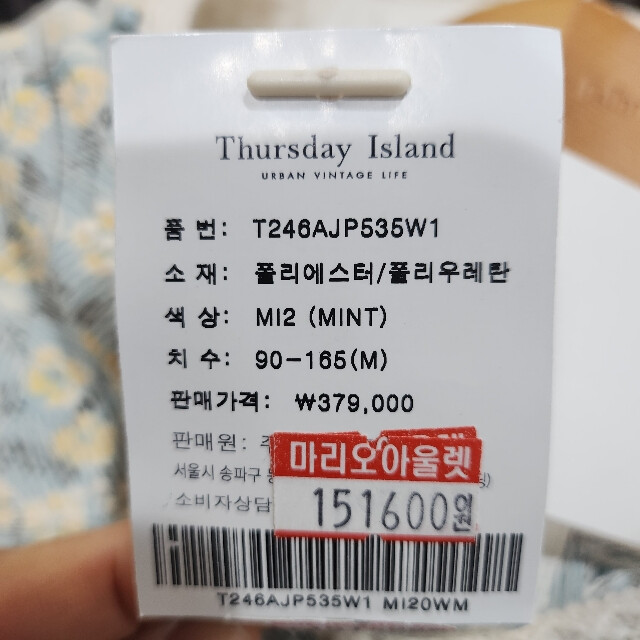 Thursday Island
URBAN VINTAGE LIFE
품 번: T246AJP535W1
소 재: 폴리에스터/폴리우레탄
색 상: MI2 (MINT)
치 수: 90-165(M)
판매가격: ₩379,000
판매원:
마리오아울렛
서울시 송파구
소비자상담
151600원
T246AJP535W1 MI20WM